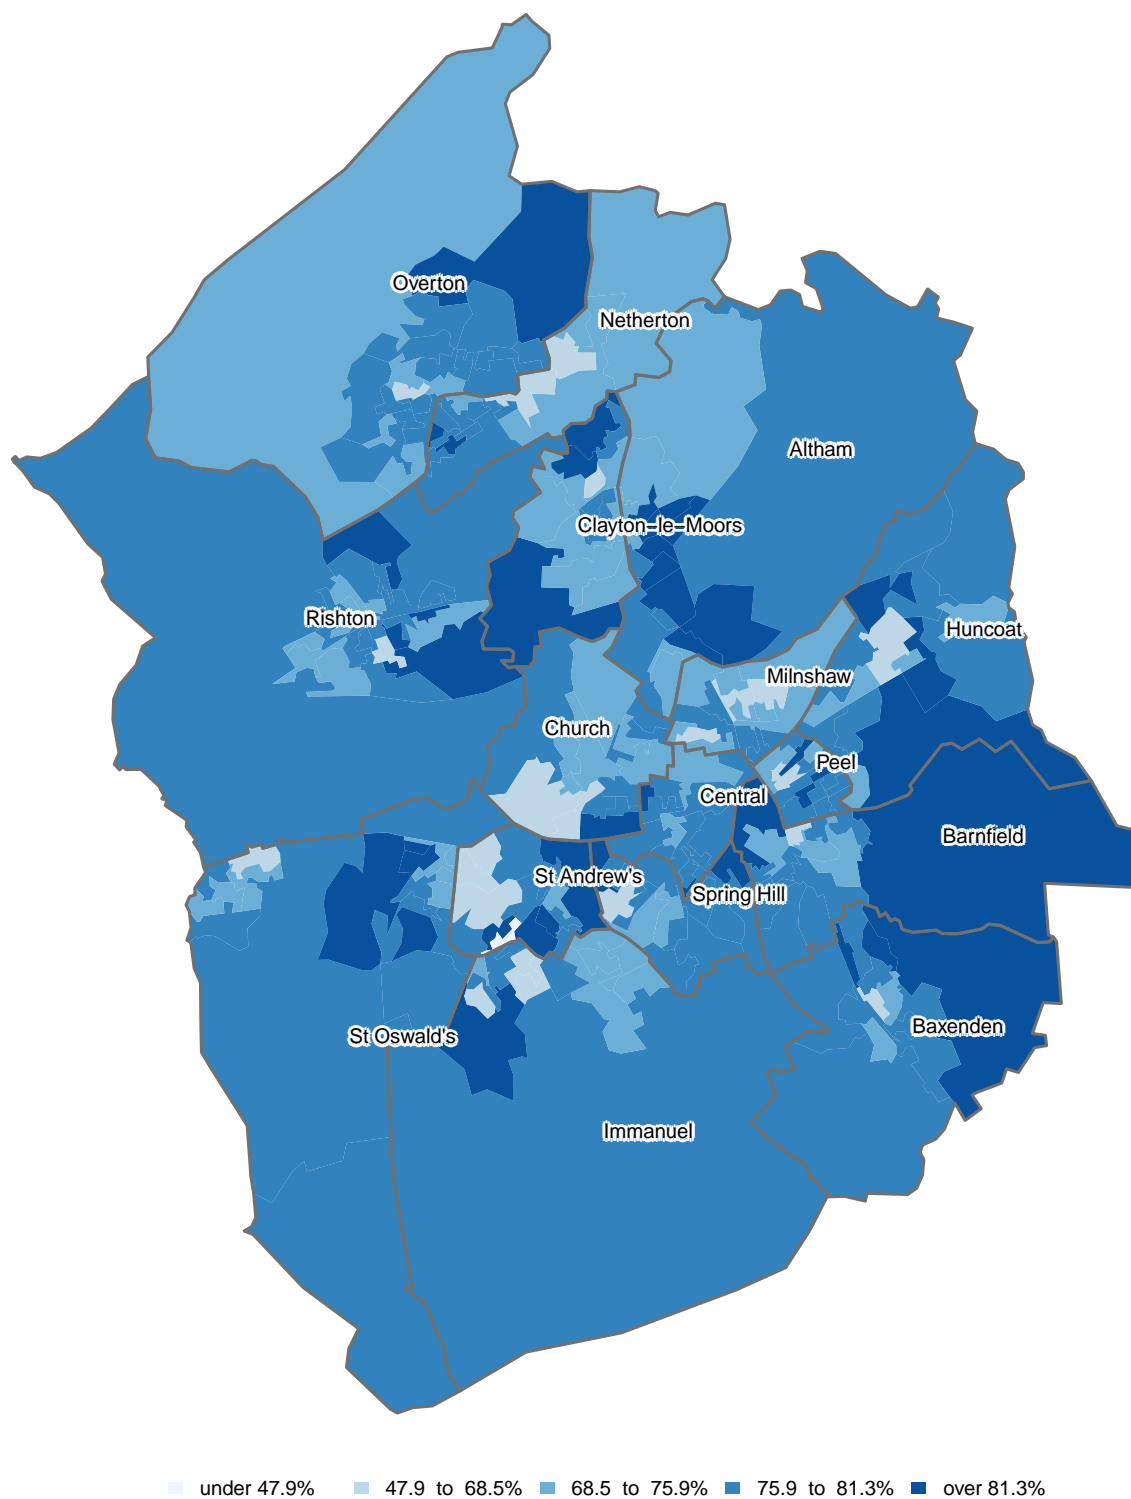 Overton
Netherton
Altham
Clayton–le–Moors
Rishton
Huncoat
Milnshaw
Church
Peel
Central
Barnfield
St Andrew's
Spring Hill
Baxenden
St Oswald's
Immanuel
under 47.9% 47.9 to 68.5% 68.5 to 75.9% 75.9 to 81.3% over 81.3%